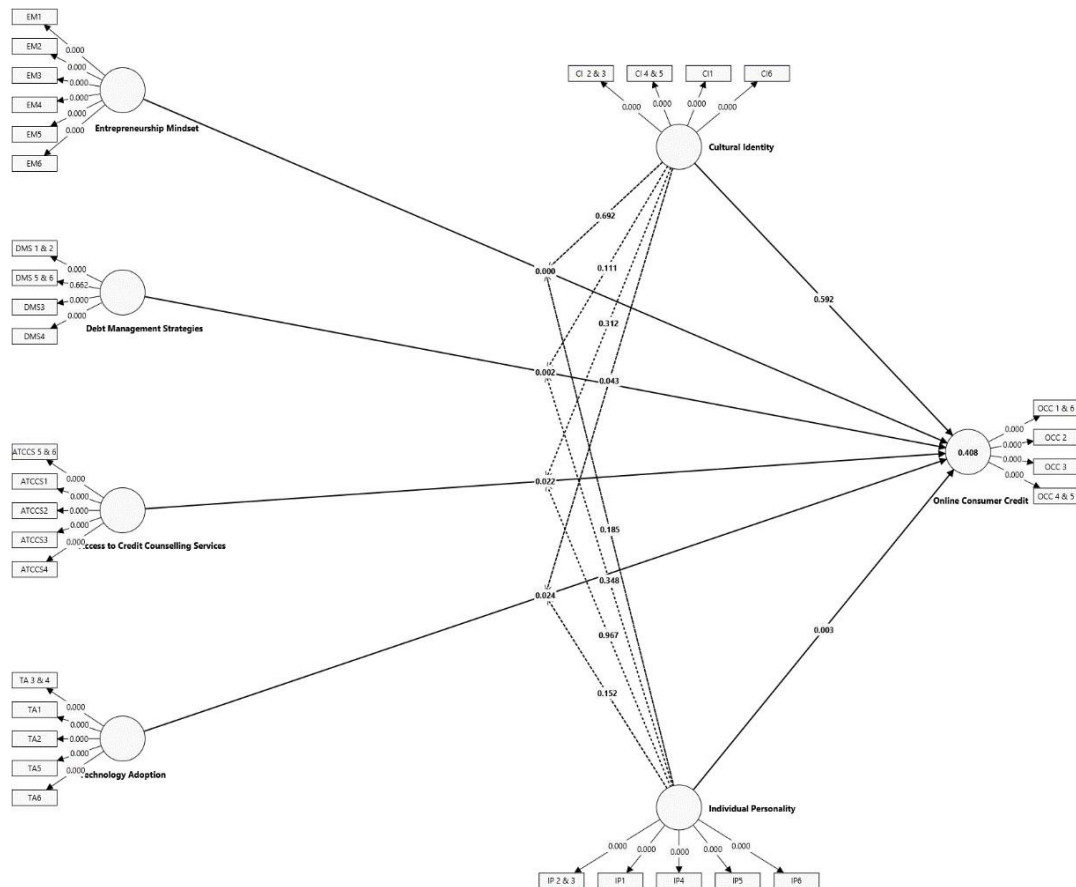 EM1
0.000
EM2
0.000
EM3
0.000
EM4
0.000
EM5
0.000
EM6
0.000
Entrepreneurship Mindset
CI 2 & 3
CI 4 & 5
CI1
CI6
0.000
0.000
0.000
0.000
Cultural Identity
DMS 1 & 2
0.000
DMS 5 & 6
0.662
DMS3
0.000
DMS4
0.000
Debt Management Strategies
0.692
0.111
0.312
0.043
0.000
0.002
0.022
0.024
0.592
0.185
0.348
0.967
0.152
0.003
ATCCS 5 & 6
0.000
ATCCS1
0.000
ATCCS2
0.000
ATCCS3
0.000
ATCCS4
0.000
Access to Credit Counselling Services
OCC 1 & 6
0.000
OCC 2
0.000
OCC 3
0.000
OCC 4 & 5
0.000
0.408
Online Consumer Credit
TA 3 & 4
0.000
TA1
0.000
TA2
0.000
TA5
0.000
TA6
0.000
Technology Adoption
Individual Personality
0.000
0.000
0.000
0.000
0.000
IP 2 & 3
IP1
IP4
IP5
IP6